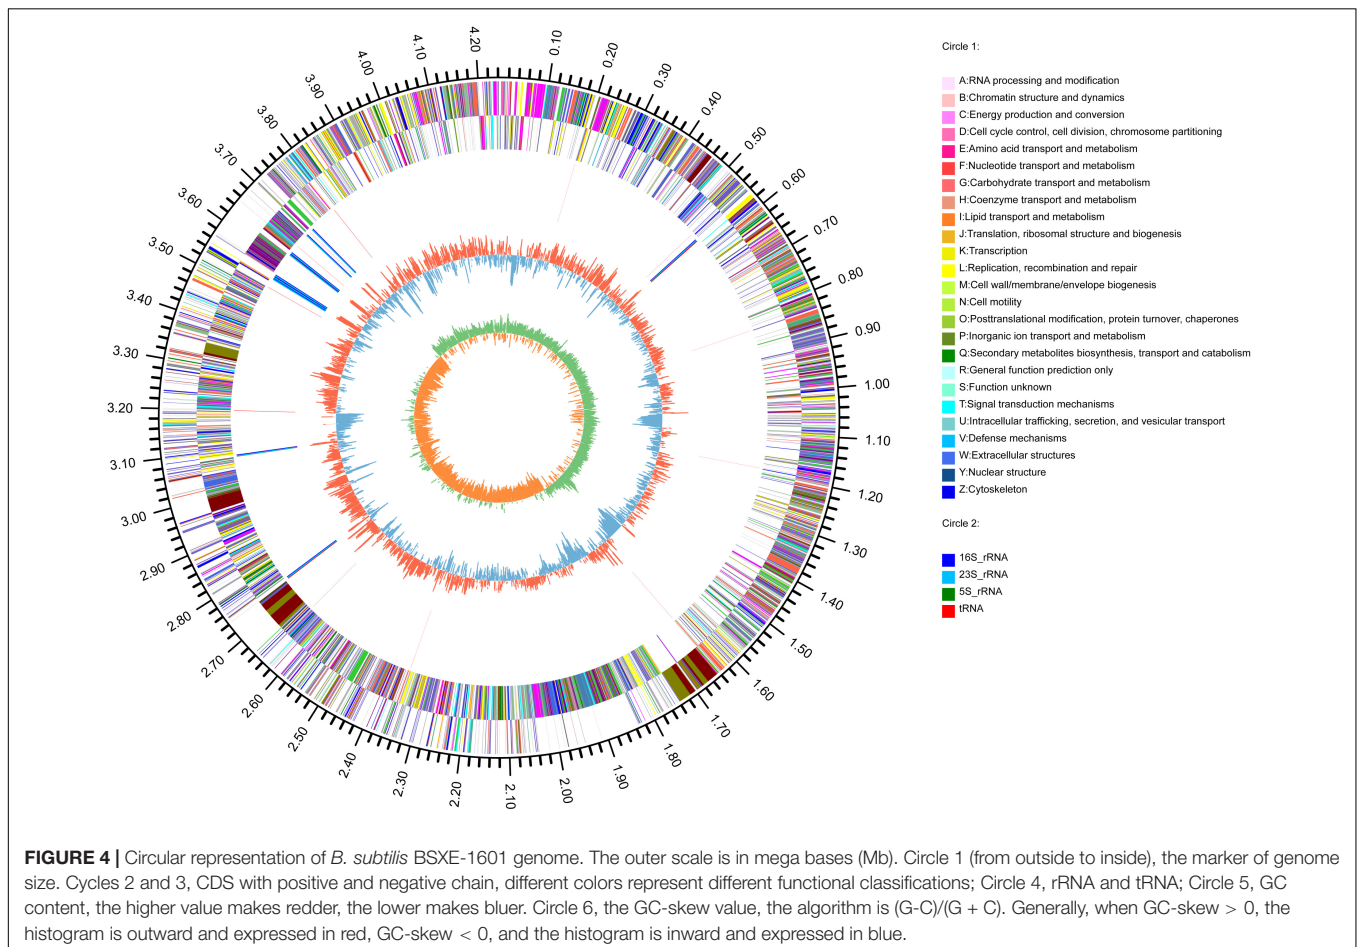 4.20
0.10
0.20
0.30
0.40
0.50
0.60
0.70
0.80
0.90
1.00
1.10
1.20
1.30
1.40
1.50
1.60
1.70
1.80
1.90
2.00
2.10
2.20
2.30
2.40
2.50
2.60
2.70
2.80
2.90
3.00
3.10
3.20
3.30
3.40
3.50
3.60
3.70
3.80
3.90
4.00
4.10
Circle 1:
A:RNA processing and modification
B:Chromatin structure and dynamics
C:Energy production and conversion
D:Cell cycle control, cell division, chromosome partitioning
E:Amino acid transport and metabolism
F:Nucleotide transport and metabolism
G:Carbohydrate transport and metabolism
H:Coenzyme transport and metabolism
I:Lipid transport and metabolism
J:Translation, ribosomal structure and biogenesis
K:Transcription
L:Replication, recombination and repair
M:Cell wall/membrane/envelope biogenesis
N:Cell motility
O:Posttranslational modification, protein turnover, chaperones
P:Inorganic ion transport and metabolism
Q:Secondary metabolites biosynthesis, transport and catabolism
R:General function prediction only
S:Function unknown
T:Signal transduction mechanisms
U:Intracellular trafficking, secretion, and vesicular transport
V:Defense mechanisms
W:Extracellular structures
Y:Nuclear structure
Z:Cytoskeleton
Circle 2:
16S_rRNA
23S_rRNA
5S_rRNA
tRNA
FIGURE 4 | Circular representation of B. subtilis BSXE-1601 genome. The outer scale is in mega bases (Mb). Circle 1 (from outside to inside), the marker of genome
size. Cycles 2 and 3, CDS with positive and negative chain, different colors represent different functional classifications; Circle 4, rRNA and tRNA; Circle 5, GC
content, the higher value makes redder, the lower makes bluer. Circle 6, the GC-skew value, the algorithm is (G-C)/(G + C). Generally, when GC-skew > 0, the
histogram is outward and expressed in red, GC-skew < 0, and the histogram is inward and expressed in blue.